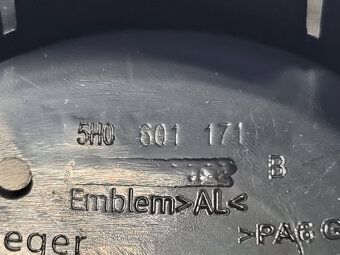 5H0 601 171
B
Emblem>AL<
>PA6 G
eger